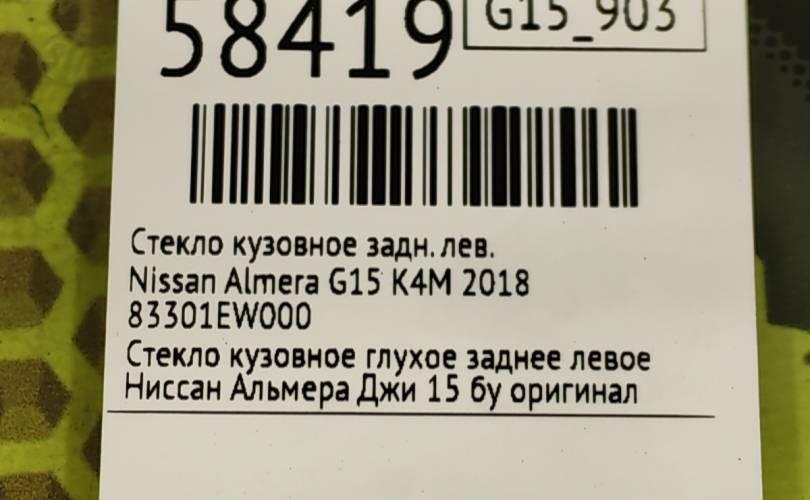 58419
G15_903
Стекло кузовное задн. лев.
Nissan Almera G15 K4M 2018
83301EW000
Стекло кузовное глухое заднее левое
Ниссан Альмера Джи 15 бу оригинал